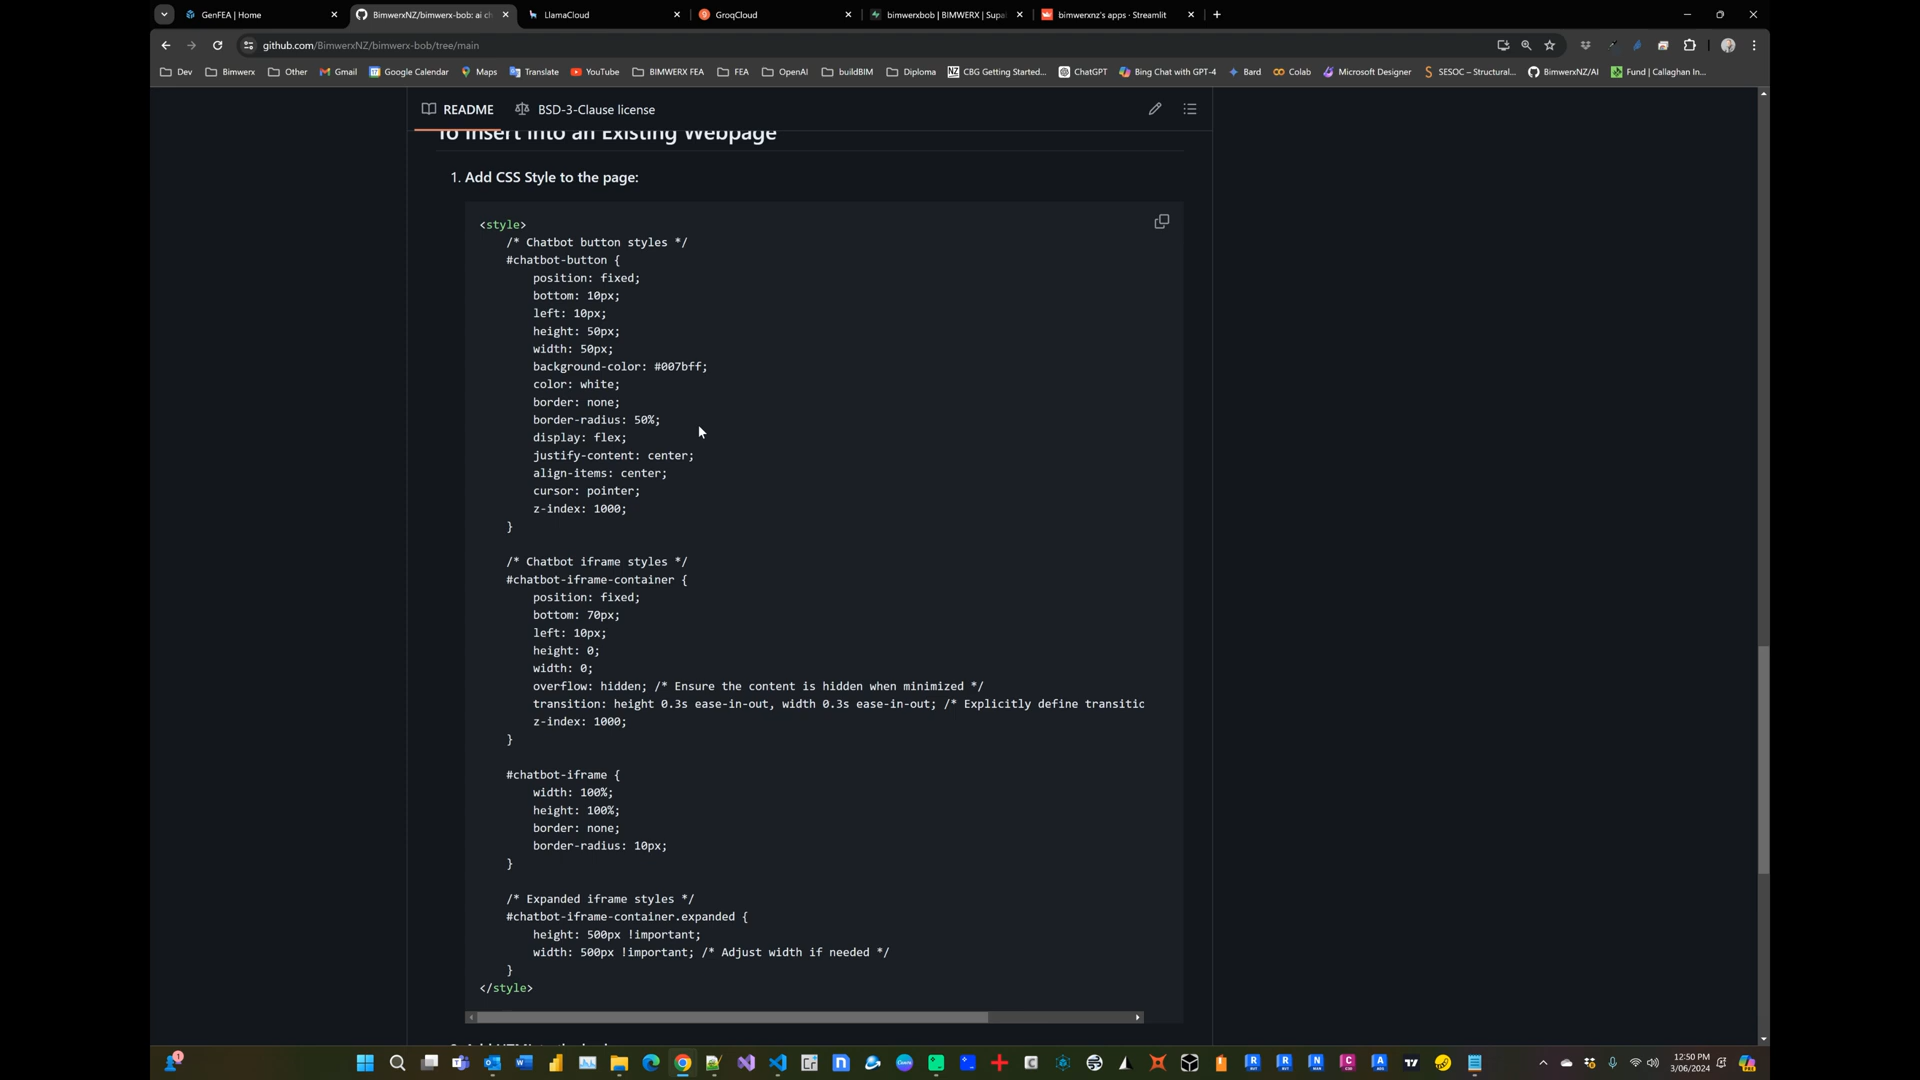 GenFEA | Home
BimwerxNZ/bimwerx-bob: ai ch
LlamaCloud
GroqCloud
bimwerxbob | BIMWERX | Supa
bimwerxnz's apps · Streamlit
github.com/BimwerxNZ/bimwerx-bob/tree/main
Dev
Bimwerx
Other
Gmail
Google Calendar
Maps
Translate
YouTube
BIMWERX FEA
FEA
OpenAI
buildBIM
Diploma
CBG Getting Started...
ChatGPT
Bing Chat with GPT-4
Bard
Colab
Microsoft Designer
SESOC – Structural...
BimwerxNZ/AI
Fund | Callaghan In...
README
BSD-3-Clause license
To Insert into an Existing Webpage
1. Add CSS Style to the page:
<style>
/* Chatbot button styles */
#chatbot-button {
position: fixed;
bottom: 10px;
left: 10px;
height: 50px;
width: 50px;
background-color: #007bff;
color: white;
border: none;
border-radius: 50%;
display: flex;
justify-content: center;
align-items: center;
cursor: pointer;
z-index: 1000;
}
/* Chatbot iframe styles */
#chatbot-iframe-container {
position: fixed;
bottom: 70px;
left: 10px;
height: 0;
width: 0;
overflow: hidden; /* Ensure the content is hidden when minimized */
transition: height 0.3s ease-in-out, width 0.3s ease-in-out; /* Explicitly define transitic
z-index: 1000;
}
#chatbot-iframe {
width: 100%;
height: 100%;
border: none;
border-radius: 10px;
}
/* Expanded iframe styles */
#chatbot-iframe-container.expanded {
height: 500px !important;
width: 500px !important; /* Adjust width if needed */
}
</style>
12:50 PM
3/06/2024